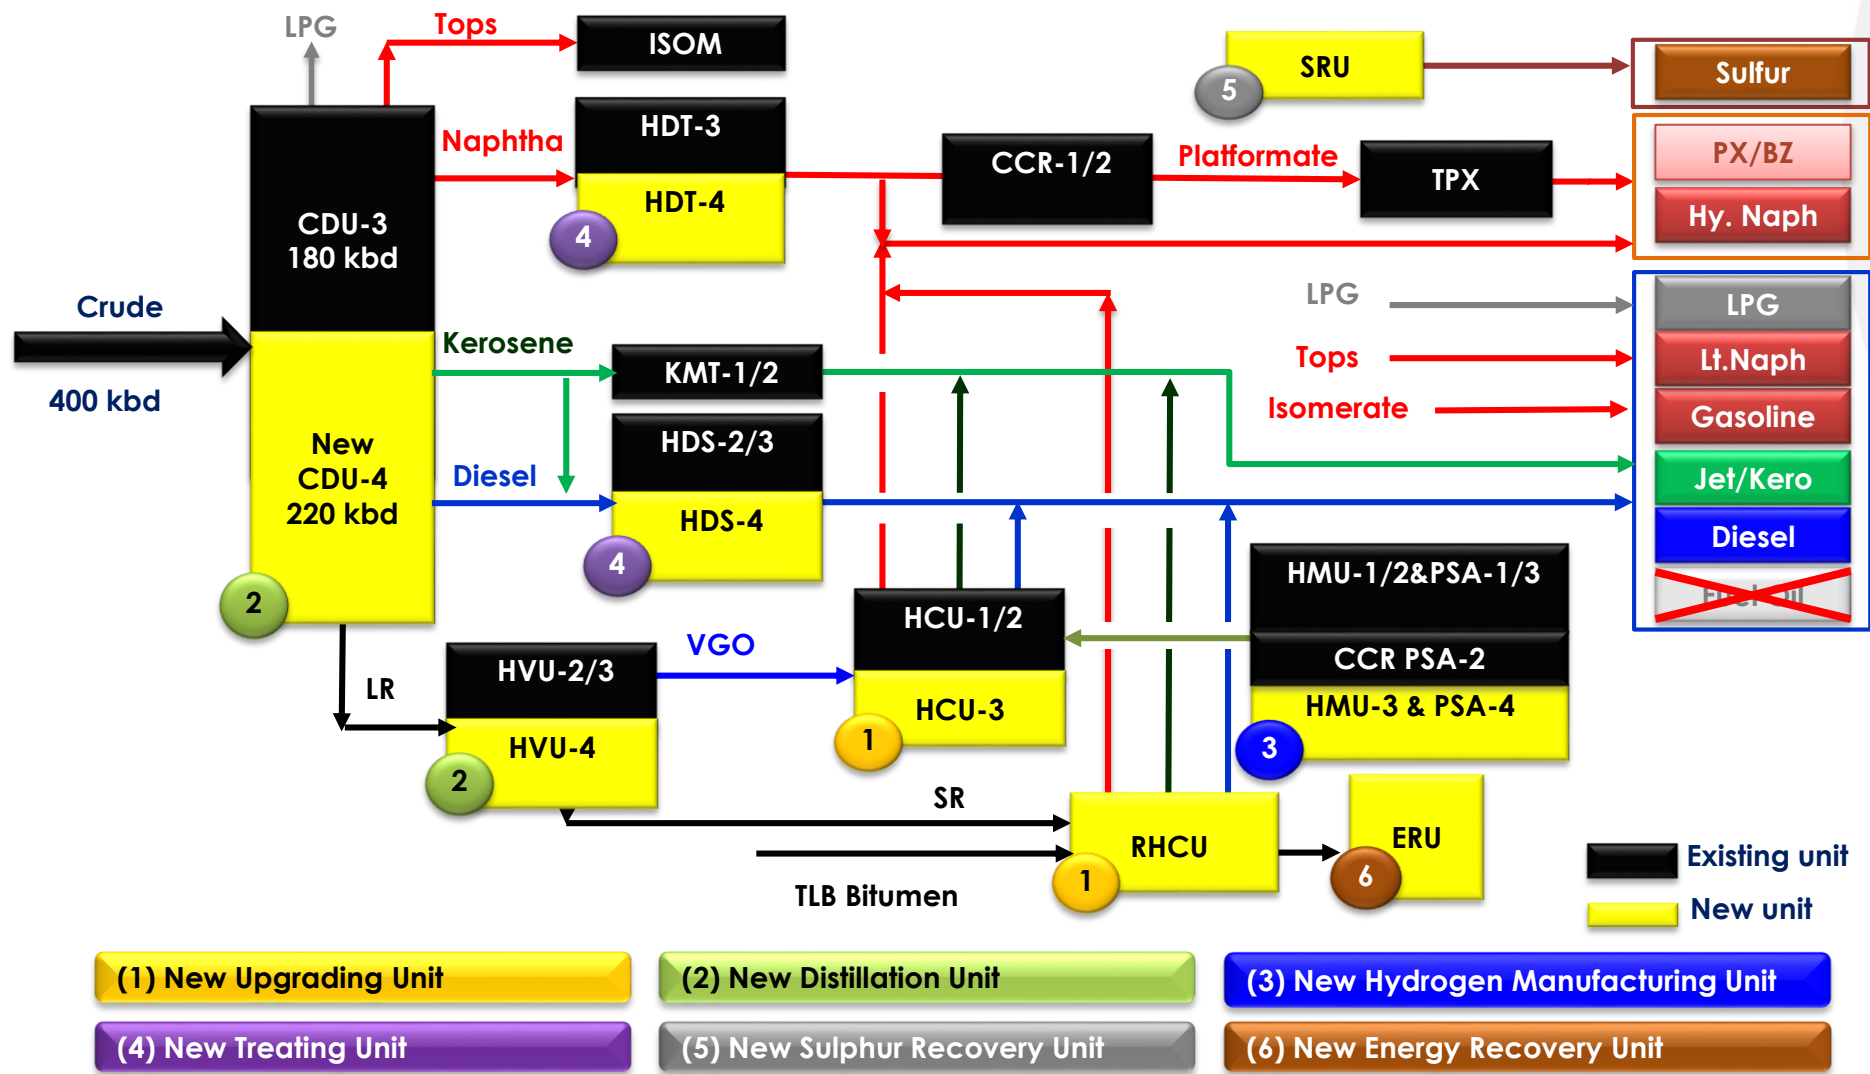 LPG
Tops
ISOM
SRU
5
Sulfur
HDT-3
HDT-4
4
Naphtha
CCR-1/2
Platformate
TPX
PX/BZ
Hy. Naph
CDU-3
180 kbd
Crude
400 kbd
New
CDU-4
220 kbd
2
Kerosene
KMT-1/2
HDS-2/3
Diesel
HDS-4
4
LPG
LPG
Tops
Lt.Naph
Isomerate
Gasoline
Jet/Kero
Diesel
Fuel Oil
HMU-1/2&PSA-1/3
CCR PSA-2
HMU-3 & PSA-4
3
HCU-1/2
HCU-3
1
VGO
LR
HVU-2/3
HVU-4
2
SR
TLB Bitumen
RHCU
1
ERU
6
Existing unit
New unit
(1) New Upgrading Unit
(2) New Distillation Unit
(3) New Hydrogen Manufacturing Unit
(4) New Treating Unit
(5) New Sulphur Recovery Unit
(6) New Energy Recovery Unit